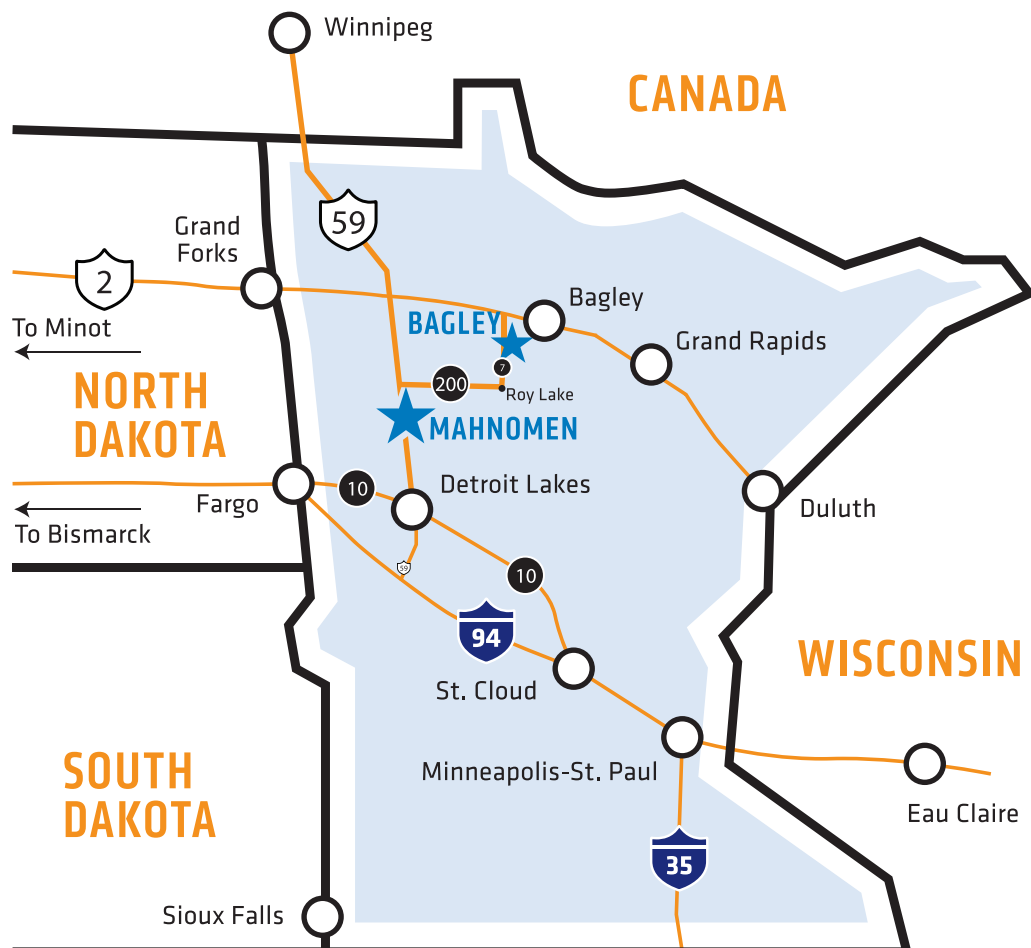 Winnipeg
CANADA
59
Grand
Forks
2
Bagley
To Minot
BAGLEY
Grand Rapids
7
200
Roy Lake
NORTH
DAKOTA
MAHNOMEN
Detroit Lakes
10
Fargo
Duluth
To Bismarck
59
10
94
WISCONSIN
St. Cloud
SOUTH
DAKOTA
Minneapolis-St. Paul
Eau Claire
35
Sioux Falls